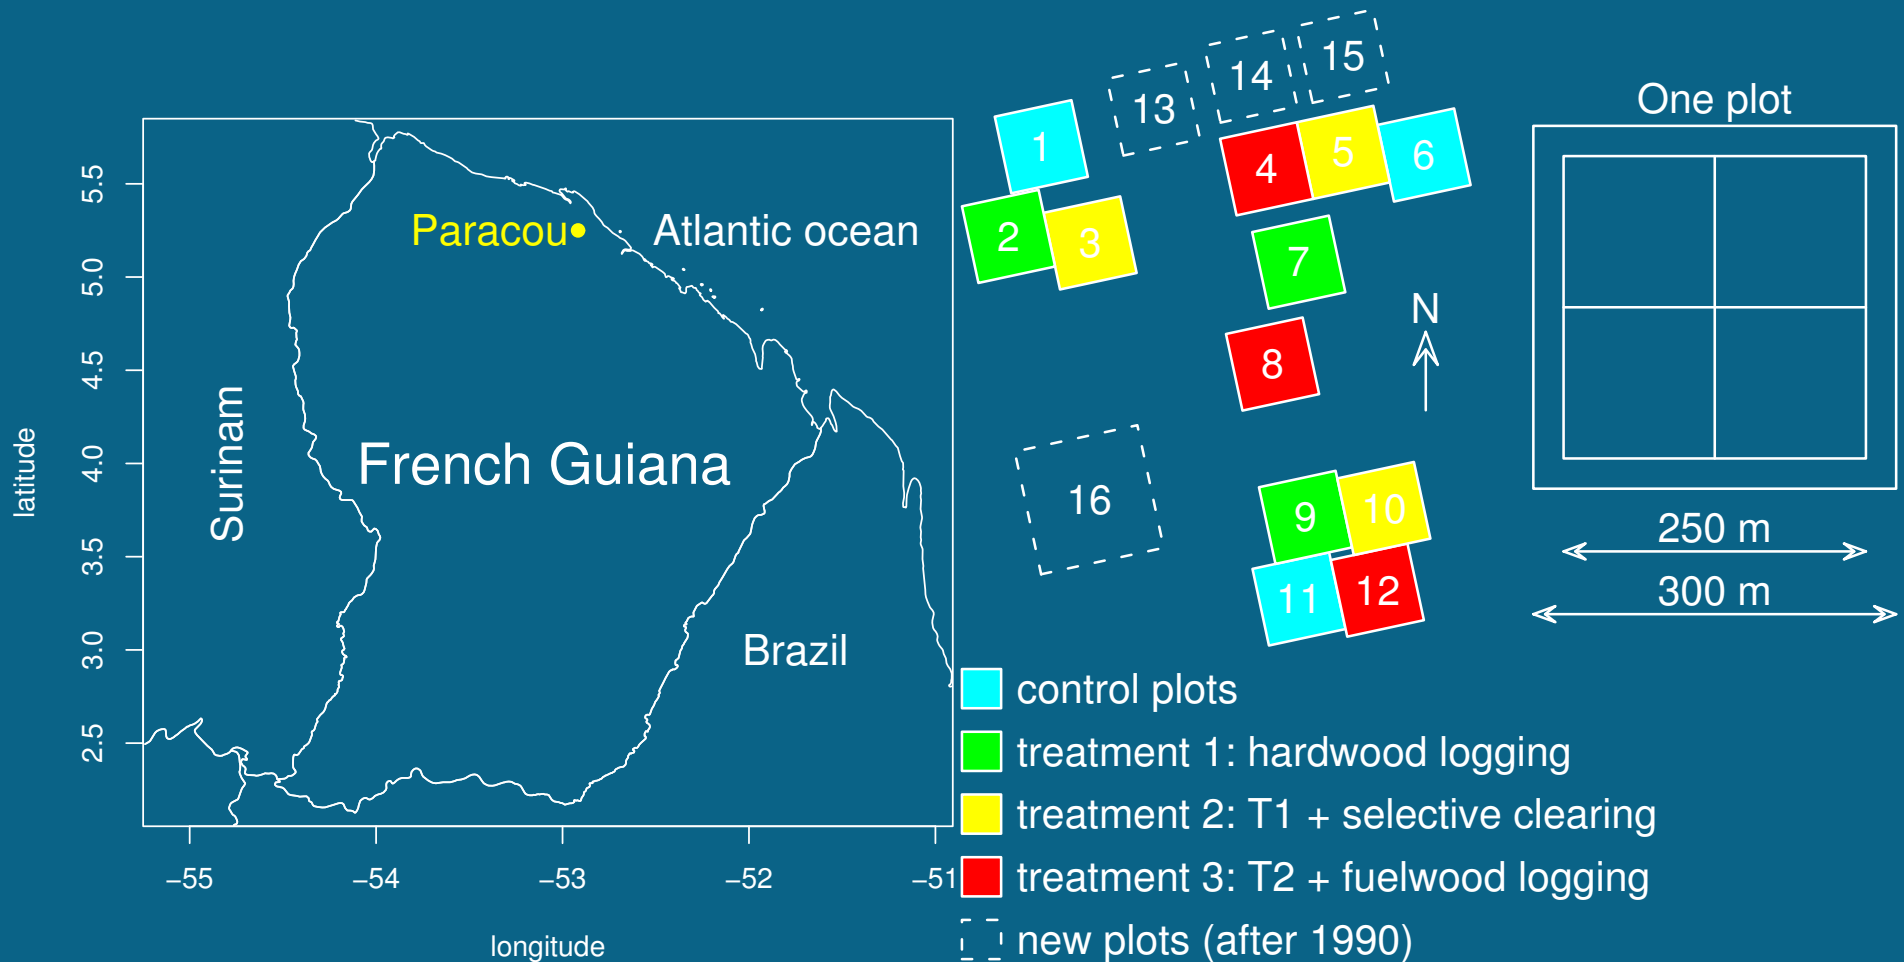 latitude
5.5
5.0
4.5
4.0
3.5
3.0
2.5
−55
−54
−53
−52
−51
longitude
Surinam
Paracou
Atlantic ocean
French Guiana
Brazil
1
2
3
13
14
15
4
5
6
7
8
N
16
9
10
11
12
One plot
250 m
300 m
control plots
treatment 1: hardwood logging
treatment 2: T1 + selective clearing
treatment 3: T2 + fuelwood logging
new plots (after 1990)